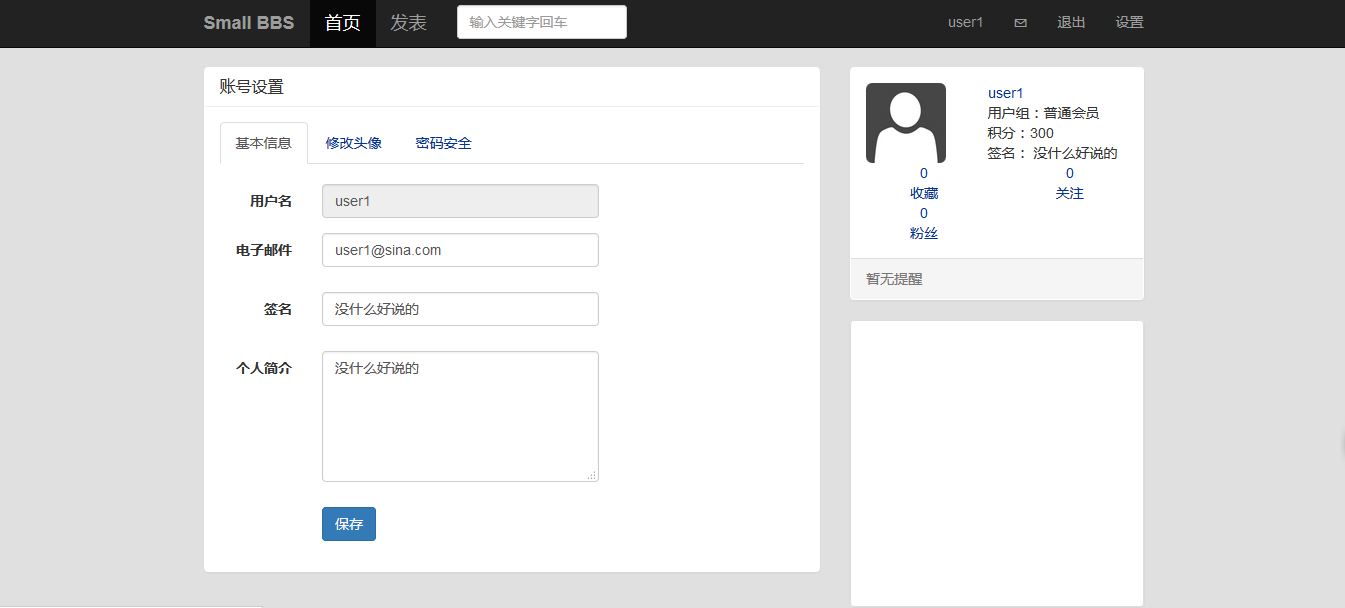 Small BBS 首页 发表 输入关键字回车 user1 退出 设置
账号设置
基本信息 修改头像 密码安全
用户名 user1
电子邮件 user1@sina.com
签名 没什么好说的
个人简介 没什么好说的
保存
user1
用户组：普通会员
积分：300
签名： 没什么好说的
0 0
收藏 关注
0
粉丝
暂无提醒